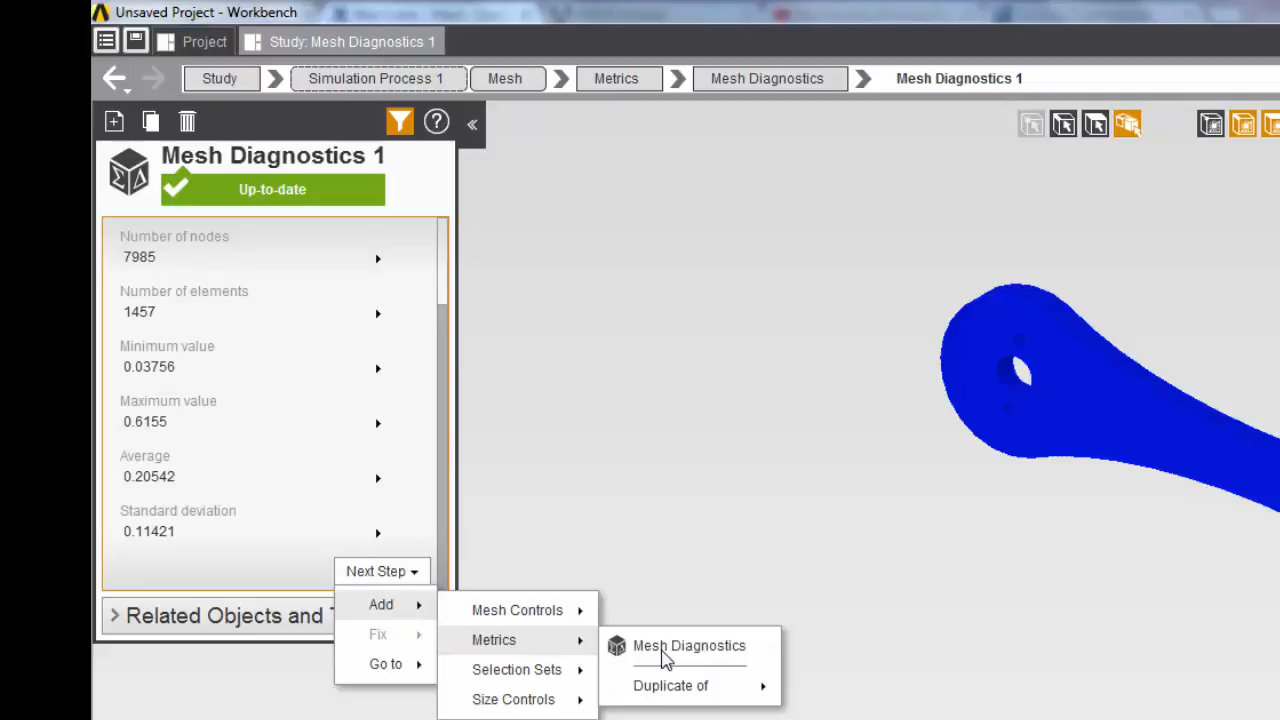 Unsaved Project - Workbench
Project
Study: Mesh Diagnostics 1
Study
Simulation Process 1
Mesh
Metrics
Mesh Diagnostics
Mesh Diagnostics 1
Mesh Diagnostics 1
Up-to-date
Number of nodes
7985
Number of elements
1457
Minimum value
0.03756
Maximum value
0.6155
Average
0.20542
Standard deviation
0.11421
Next Step
Related Objects and
Add
Fix
Go to
Mesh Controls
Metrics
Selection Sets
Size Controls
Mesh Diagnostics
Duplicate of